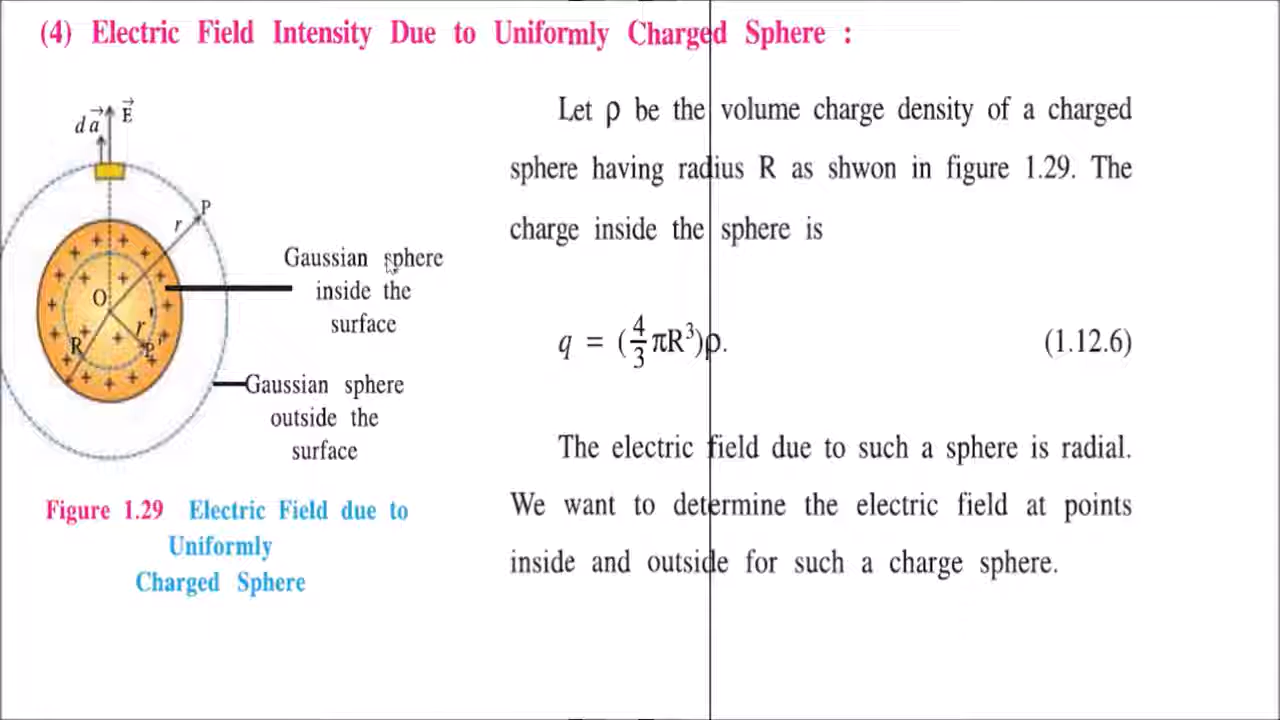 (4) Electric Field Intensity Due to Uniformly Charged Sphere :
d a⃗
E⃗
P
r
O
r'
R
P'
Gaussian sphere
inside the
surface
Gaussian sphere
outside the
surface
Figure 1.29 Electric Field due to
Uniformly
Charged Sphere
Let ρ be the volume charge density of a charged
sphere having radius R as shwon in figure 1.29. The
charge inside the sphere is
q = (4/3 πR³)ρ. (1.12.6)
The electric field due to such a sphere is radial.
We want to determine the electric field at points
inside and outside for such a charge sphere.